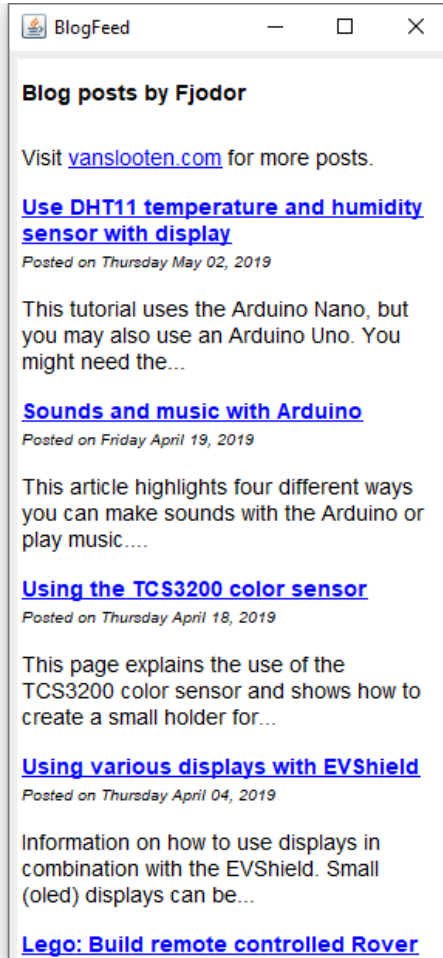 BlogFeed
Blog posts by Fjodor
Visit vanslooten.com for more posts.
Use DHT11 temperature and humidity
sensor with display
Posted on Thursday May 02, 2019
This tutorial uses the Arduino Nano, but
you may also use an Arduino Uno. You
might need the...
Sounds and music with Arduino
Posted on Friday April 19, 2019
This article highlights four different ways
you can make sounds with the Arduino or
play music....
Using the TCS3200 color sensor
Posted on Thursday April 18, 2019
This page explains the use of the
TCS3200 color sensor and shows how to
create a small holder for...
Using various displays with EVShield
Posted on Thursday April 04, 2019
Information on how to use displays in
combination with the EVShield. Small
(oled) displays can be...
Lego: Build remote controlled Rover